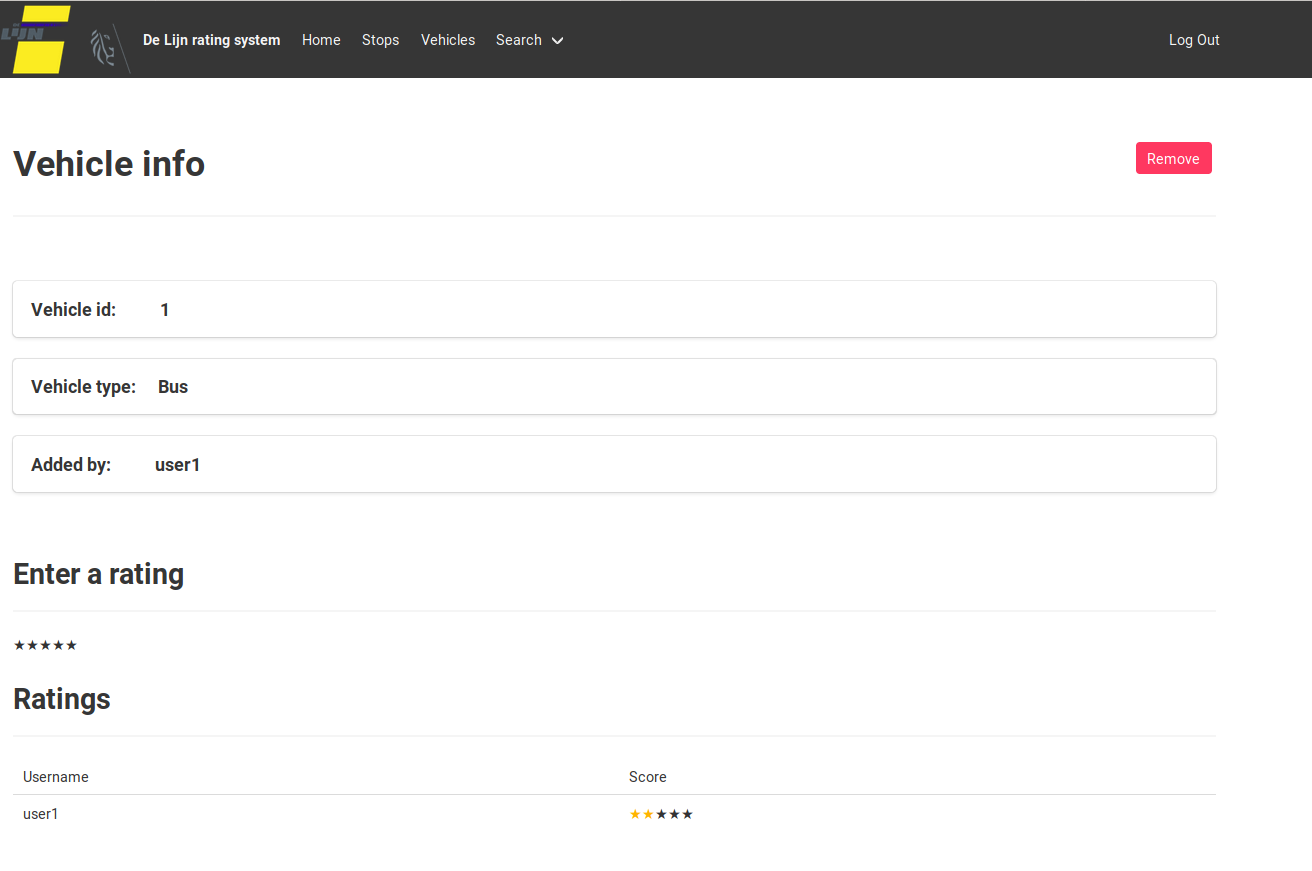 LIJN
De Lijn rating system Home Stops Vehicles Search Log Out
Vehicle info Remove
Vehicle id: 1
Vehicle type: Bus
Added by: user1
Enter a rating
★★★★★
Ratings
Username Score
user1 ★★★★★